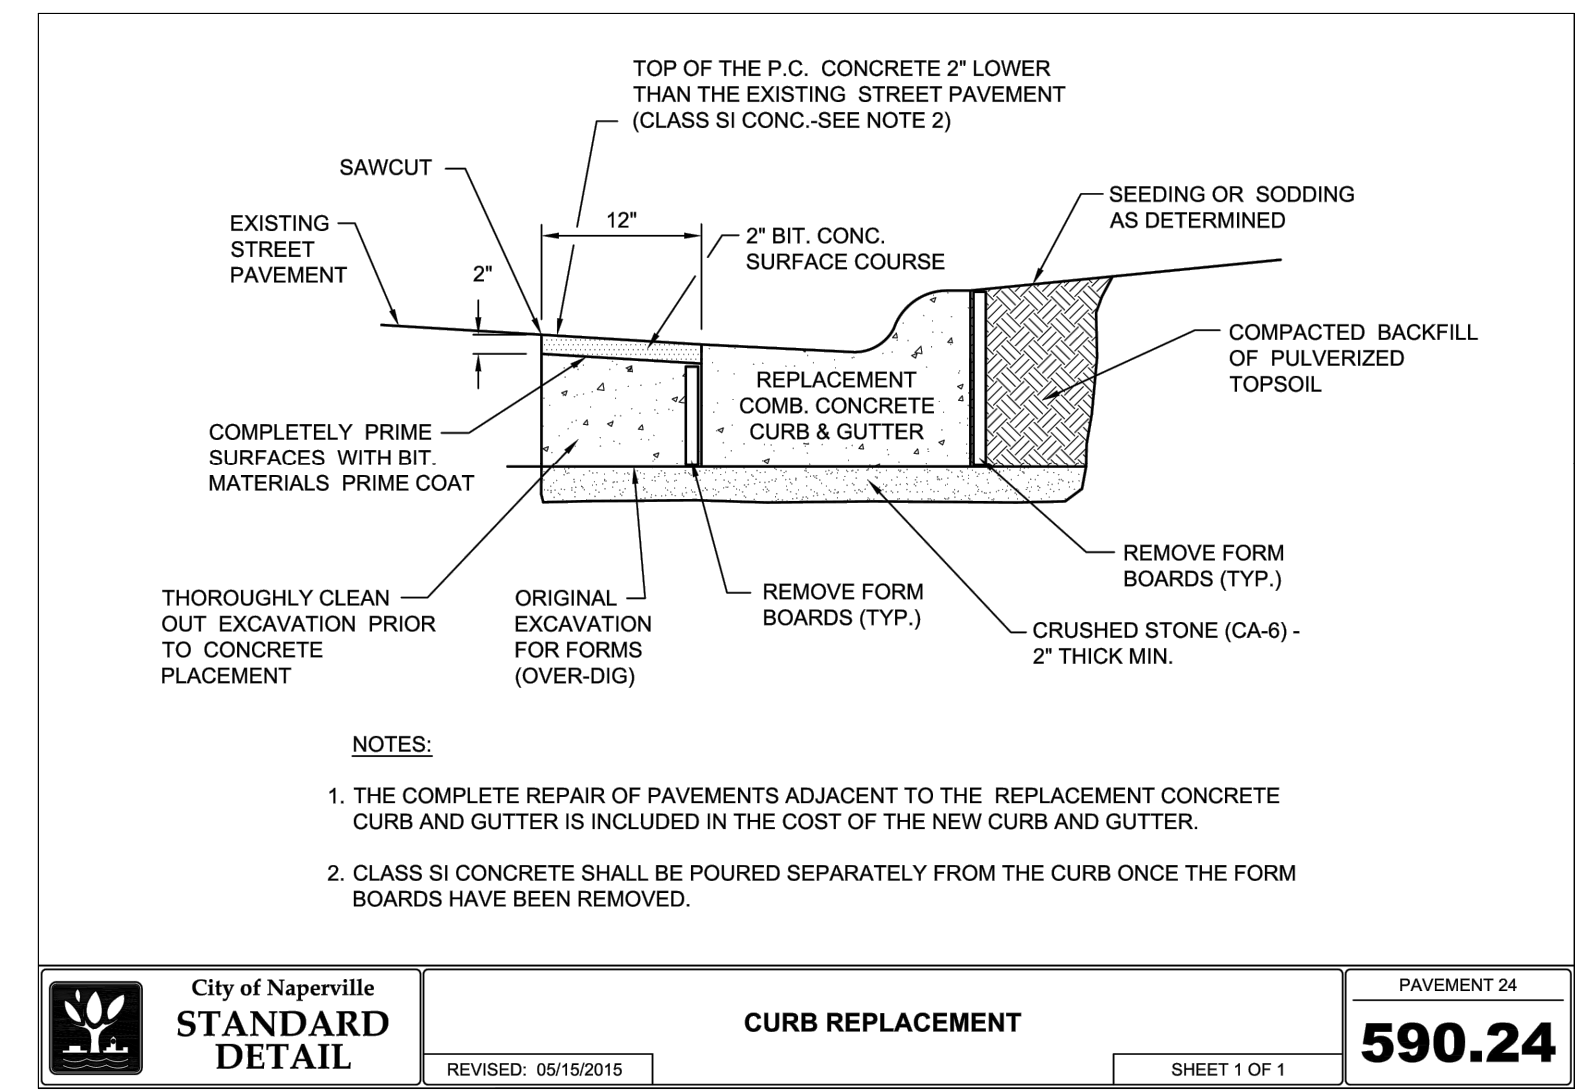 TOP OF THE P.C. CONCRETE 2" LOWER
THAN THE EXISTING STREET PAVEMENT
(CLASS SI CONC.-SEE NOTE 2)
SAWCUT
EXISTING
STREET
PAVEMENT
12"
2"
2" BIT. CONC.
SURFACE COURSE
SEEDING OR SODDING
AS DETERMINED
COMPACTED BACKFILL
OF PULVERIZED
TOPSOIL
REPLACEMENT
COMB. CONCRETE
CURB & GUTTER
COMPLETELY PRIME
SURFACES WITH BIT.
MATERIALS PRIME COAT
THOROUGHLY CLEAN
OUT EXCAVATION PRIOR
TO CONCRETE
PLACEMENT
ORIGINAL
EXCAVATION
FOR FORMS
(OVER-DIG)
REMOVE FORM
BOARDS (TYP.)
REMOVE FORM
BOARDS (TYP.)
CRUSHED STONE (CA-6) -
2" THICK MIN.
NOTES:
1. THE COMPLETE REPAIR OF PAVEMENTS ADJACENT TO THE REPLACEMENT CONCRETE
CURB AND GUTTER IS INCLUDED IN THE COST OF THE NEW CURB AND GUTTER.
2. CLASS SI CONCRETE SHALL BE POURED SEPARATELY FROM THE CURB ONCE THE FORM
BOARDS HAVE BEEN REMOVED.
City of Naperville
STANDARD
DETAIL
CURB REPLACEMENT
REVISED: 05/15/2015
SHEET 1 OF 1
PAVEMENT 24
590.24